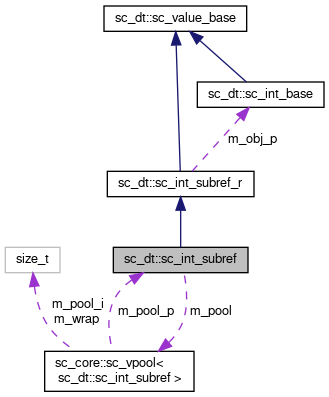 sc_dt::sc_value_base
sc_dt::sc_int_base
m_obj_p
sc_dt::sc_int_subref_r
size_t
sc_dt::sc_int_subref
m_pool_i
m_wrap
m_pool_p
m_pool
sc_core::sc_vpool<
sc_dt::sc_int_subref >